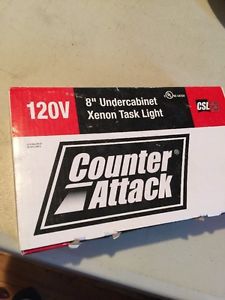 120V
8" Undercabinet
Xenon Task Light
CSL
Counter
Attack®